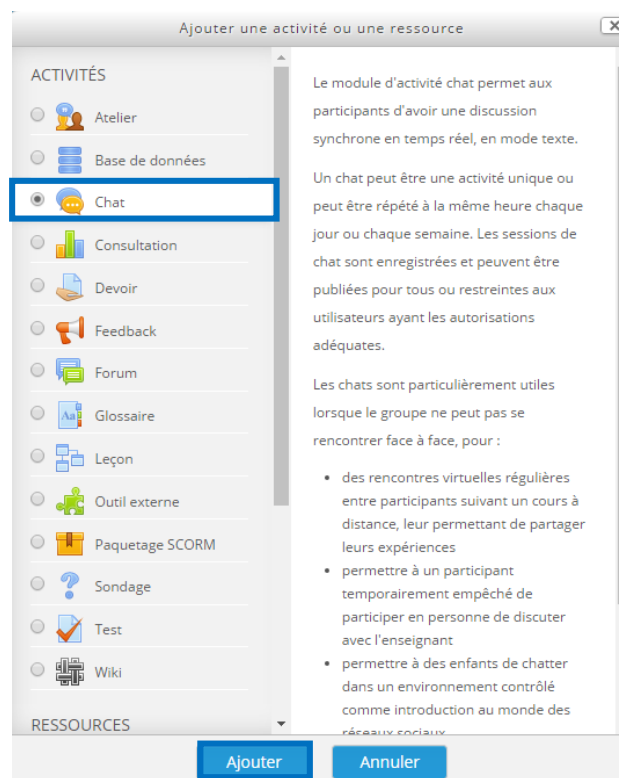 Ajouter une activité ou une ressource
ACTIVITÉS
Atelier
Base de données
Chat
Consultation
Devoir
Feedback
Forum
Glossaire
Leçon
Outil externe
Paquetage SCORM
Sondage
Test
Wiki
RESSOURCES
Le module d'activité chat permet aux
participants d'avoir une discussion
synchrone en temps réel, en mode texte.
Un chat peut être une activité unique ou
peut être répété à la même heure chaque
jour ou chaque semaine. Les sessions de
chat sont enregistrées et peuvent être
publiées pour tous ou restreintes aux
utilisateurs ayant les autorisations
adéquates.
Les chats sont particulièrement utiles
lorsque le groupe ne peut pas se
rencontrer face à face, pour :
des rencontres virtuelles régulières
entre participants suivant un cours à
distance, leur permettant de partager
leurs expériences
permettre à un participant
temporairement empêché de
participer en personne de discuter
avec l'enseignant
permettre à des enfants de chatter
dans un environnement contrôlé
comme introduction au monde des
réseaux sociaux
Ajouter
Annuler